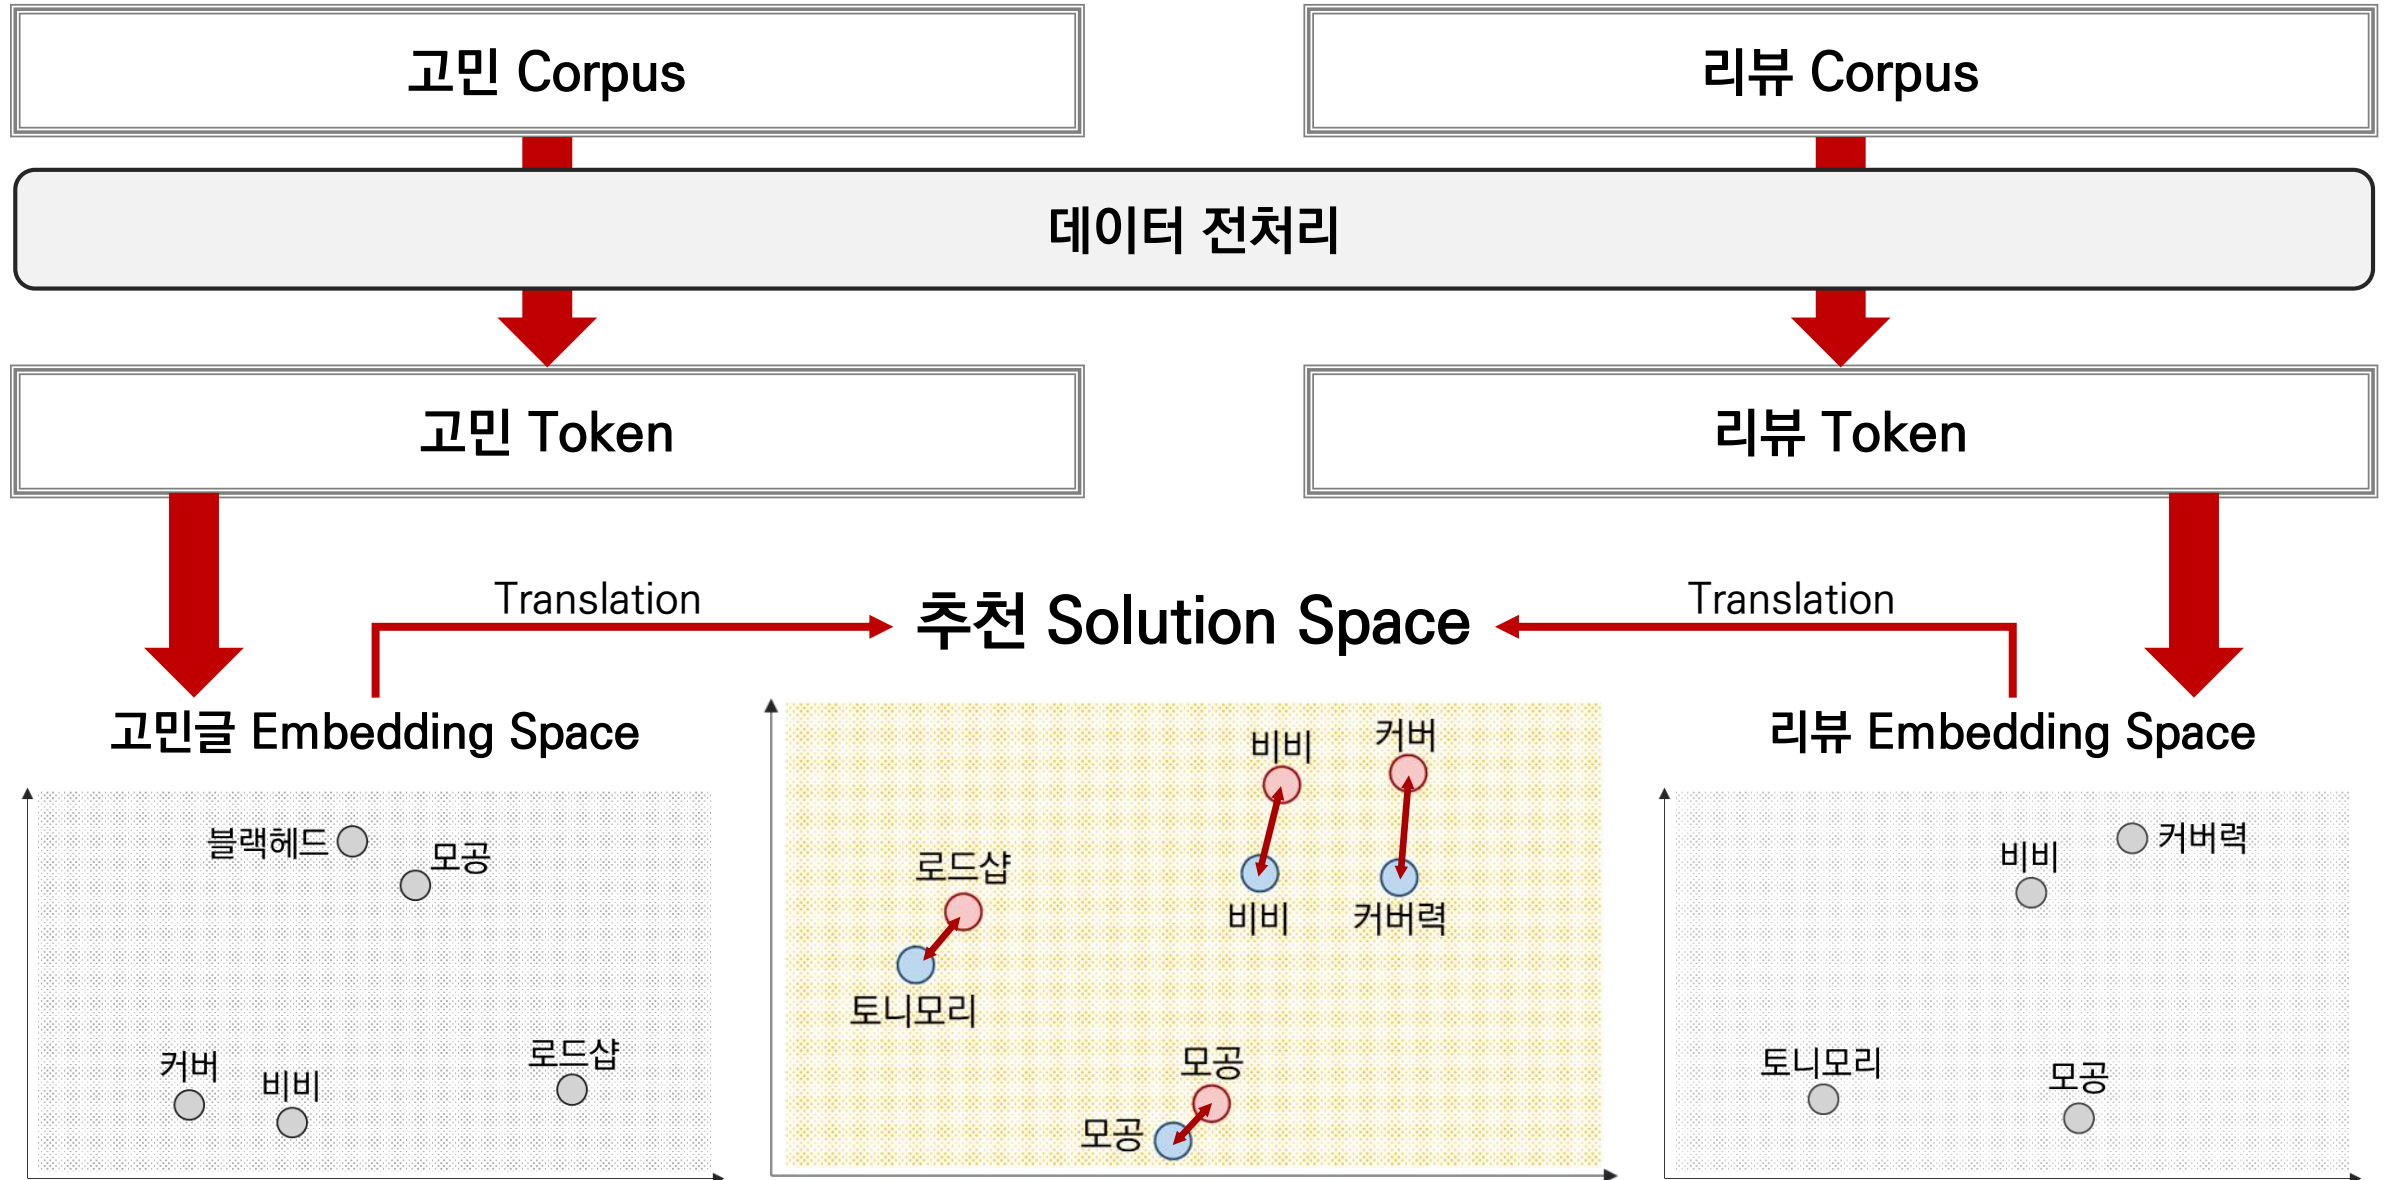 고민 Corpus
리뷰 Corpus
데이터 전처리
고민 Token
리뷰 Token
Translation
추천 Solution Space
Translation
고민글 Embedding Space
리뷰 Embedding Space
블랙헤드
모공
커버
비비
로드샵
비비
커버
로드샵
비비
커버력
토니모리
모공
모공
커버력
비비
토니모리
모공